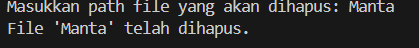 Masukkan path file yang akan dihapus: Manta
File 'Manta' telah dihapus.